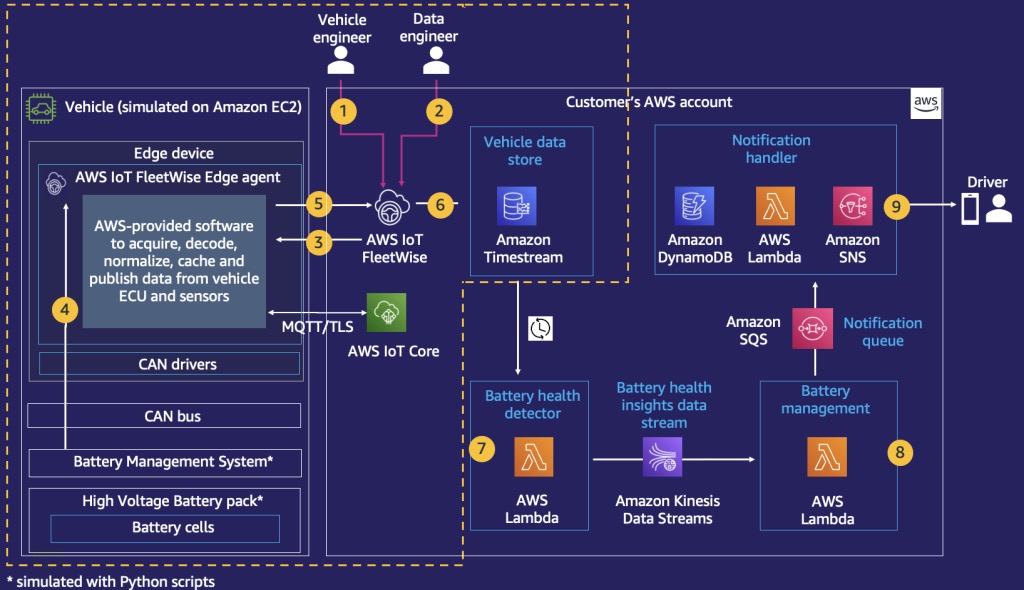 Vehicle
engineer
Data
engineer
1
2
Vehicle (simulated on Amazon EC2)
Customer's AWS account
aws
Edge device
AWS IoT FleetWise Edge agent
AWS-provided software
to acquire, decode,
normalize, cache and
publish data from vehicle
ECU and sensors
5
3
4
AWS IoT
FleetWise
6
Vehicle data
store
Amazon
Timestream
Notification
handler
Amazon
DynamoDB
AWS
Lambda
Amazon
SNS
9
Driver
MQTT/TLS
AWS IoT Core
CAN drivers
CAN bus
Battery Management System*
High Voltage Battery pack*
Battery cells
Amazon
SQS
Notification
queue
Battery health
detector
7
AWS
Lambda
Battery health
insights data
stream
Amazon Kinesis
Data Streams
Battery
management
8
AWS
Lambda
* simulated with Python scripts